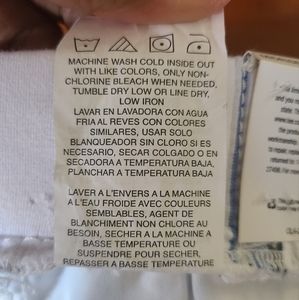 MACHINE WASH COLD INSIDE OUT
WITH LIKE COLORS, ONLY NON-
CHLORINE BLEACH WHEN NEEDED,
TUMBLE DRY LOW OR LINE DRY,
LOW IRON
LAVAR EN LAVADORA CON AGUA
FRIA AL REVES CON COLORES
SIMILARES, USAR SOLO
BLANQUEADOR SIN CLORO SI ES
NECESARIO, SECAR COLGADO O EN
SECADORA A TEMPERATURA BAJA,
PLANCHAR A TEMPERATURA BAJA,
LAVER A L'ENVERS A LA MACHINE
A L'EAU FROIDE AVEC COULEURS
SEMBLABLES, AGENT DE
BLANCHIMENT NON CHLORE AU
BESOIN, SECHER A LA MACHINE A
BASSE TEMPERATURE OU
SUSPENDRE POUR SECHER,
REPASSER A BASSE TEMPERATURE